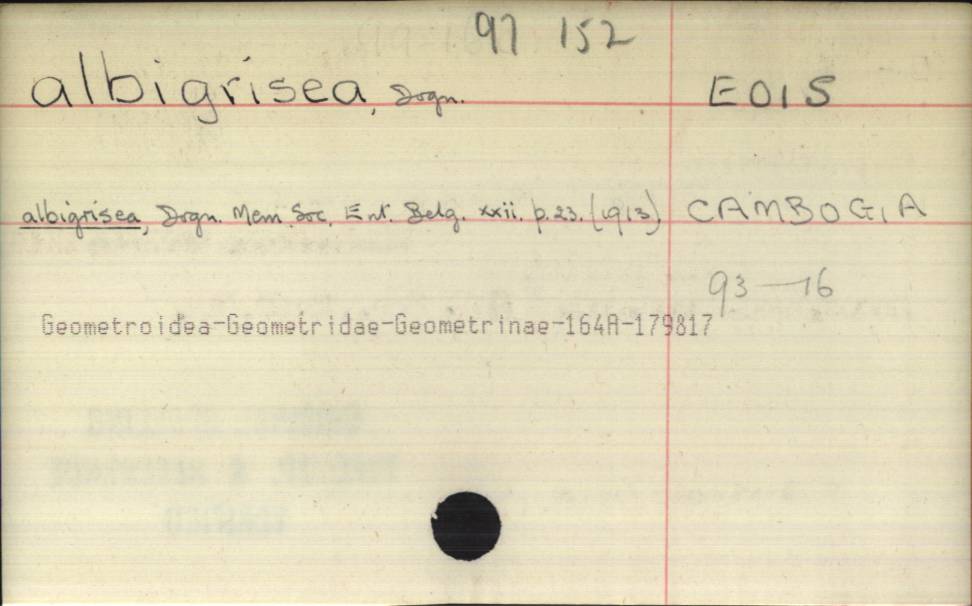 97 152
albigrisea, Dogn. EOIS
albigrisea, Dogn. Mem. Soc. Ent. Belg. xxii. p. 23. (1913) CAMBOGIA
93-16
Geometroidea-Geometridae-Geometrinae-164A-179817